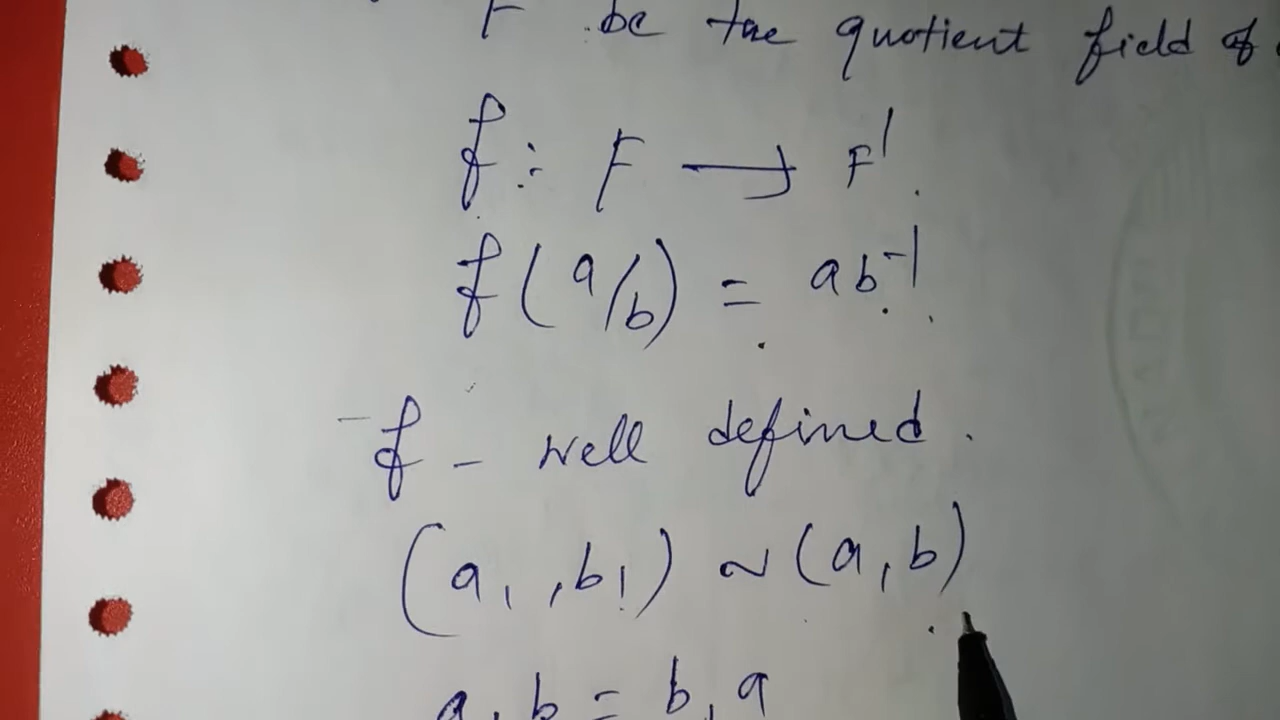 F be the quotient field of
f : F → F'.
f(a/b) = ab⁻¹.
f - well defined.
(a₁, b₁) ~ (a, b)
a₁b = b₁a